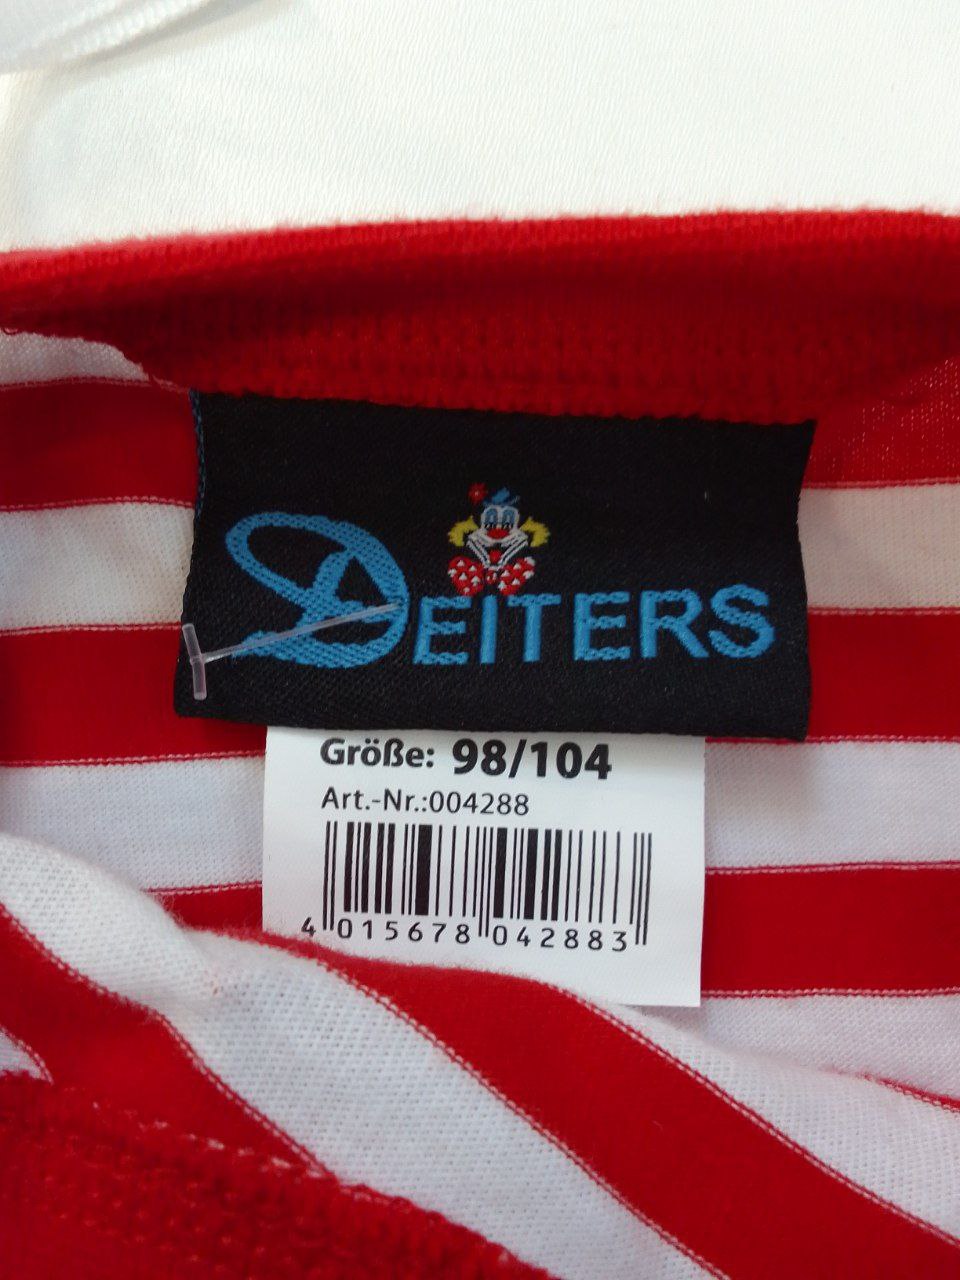 DEITERS
Größe: 98/104
Art.-Nr.:004288
4 015678 042883